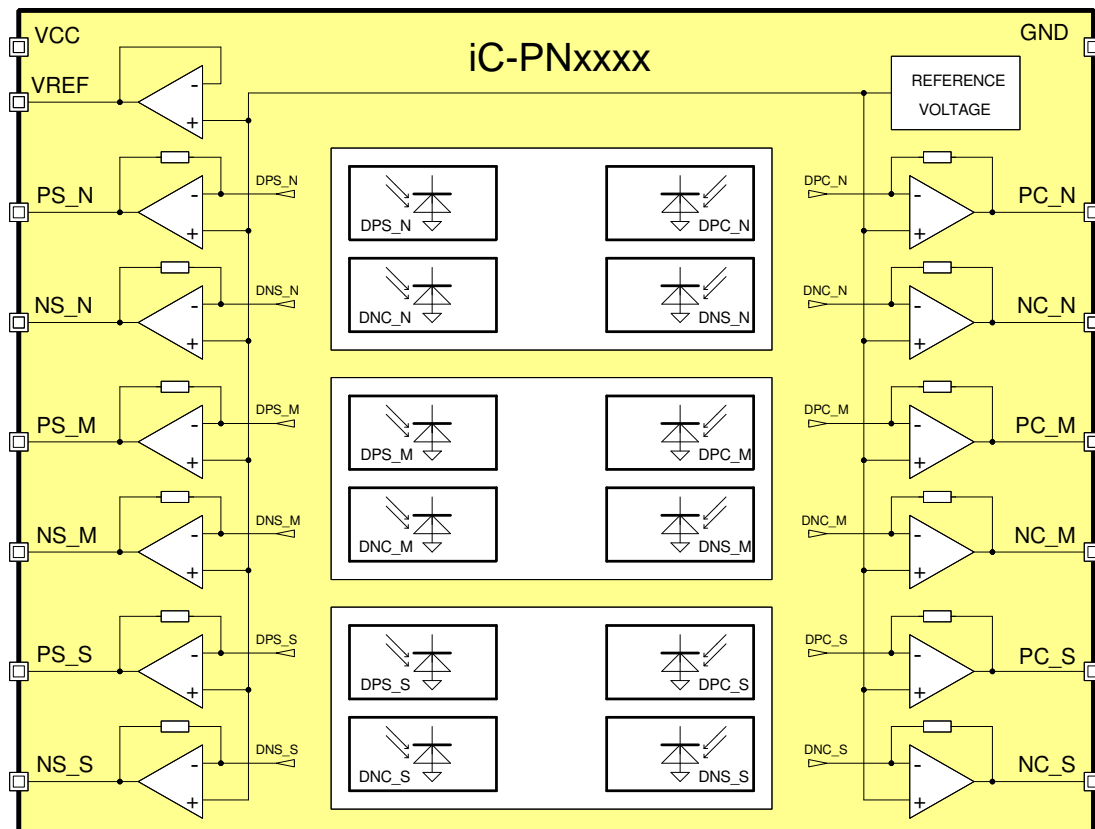 VCC
iC-PNxxxx
GND
VREF
-
+
REFERENCE
VOLTAGE
PS_N
-
+
DPS_N
DPS_N
DPC_N
DPC_N
-
+
PC_N
NS_N
-
+
DNS_N
DNC_N
DNS_N
DNC_N
-
+
NC_N
PS_M
-
+
DPS_M
DPS_M
DPC_M
DPC_M
-
+
PC_M
NS_M
-
+
DNS_M
DNC_M
DNS_M
DNC_M
-
+
NC_M
PS_S
-
+
DPS_S
DPS_S
DPC_S
DPC_S
-
+
PC_S
NS_S
-
+
DNS_S
DNC_S
DNS_S
DNC_S
-
+
NC_S